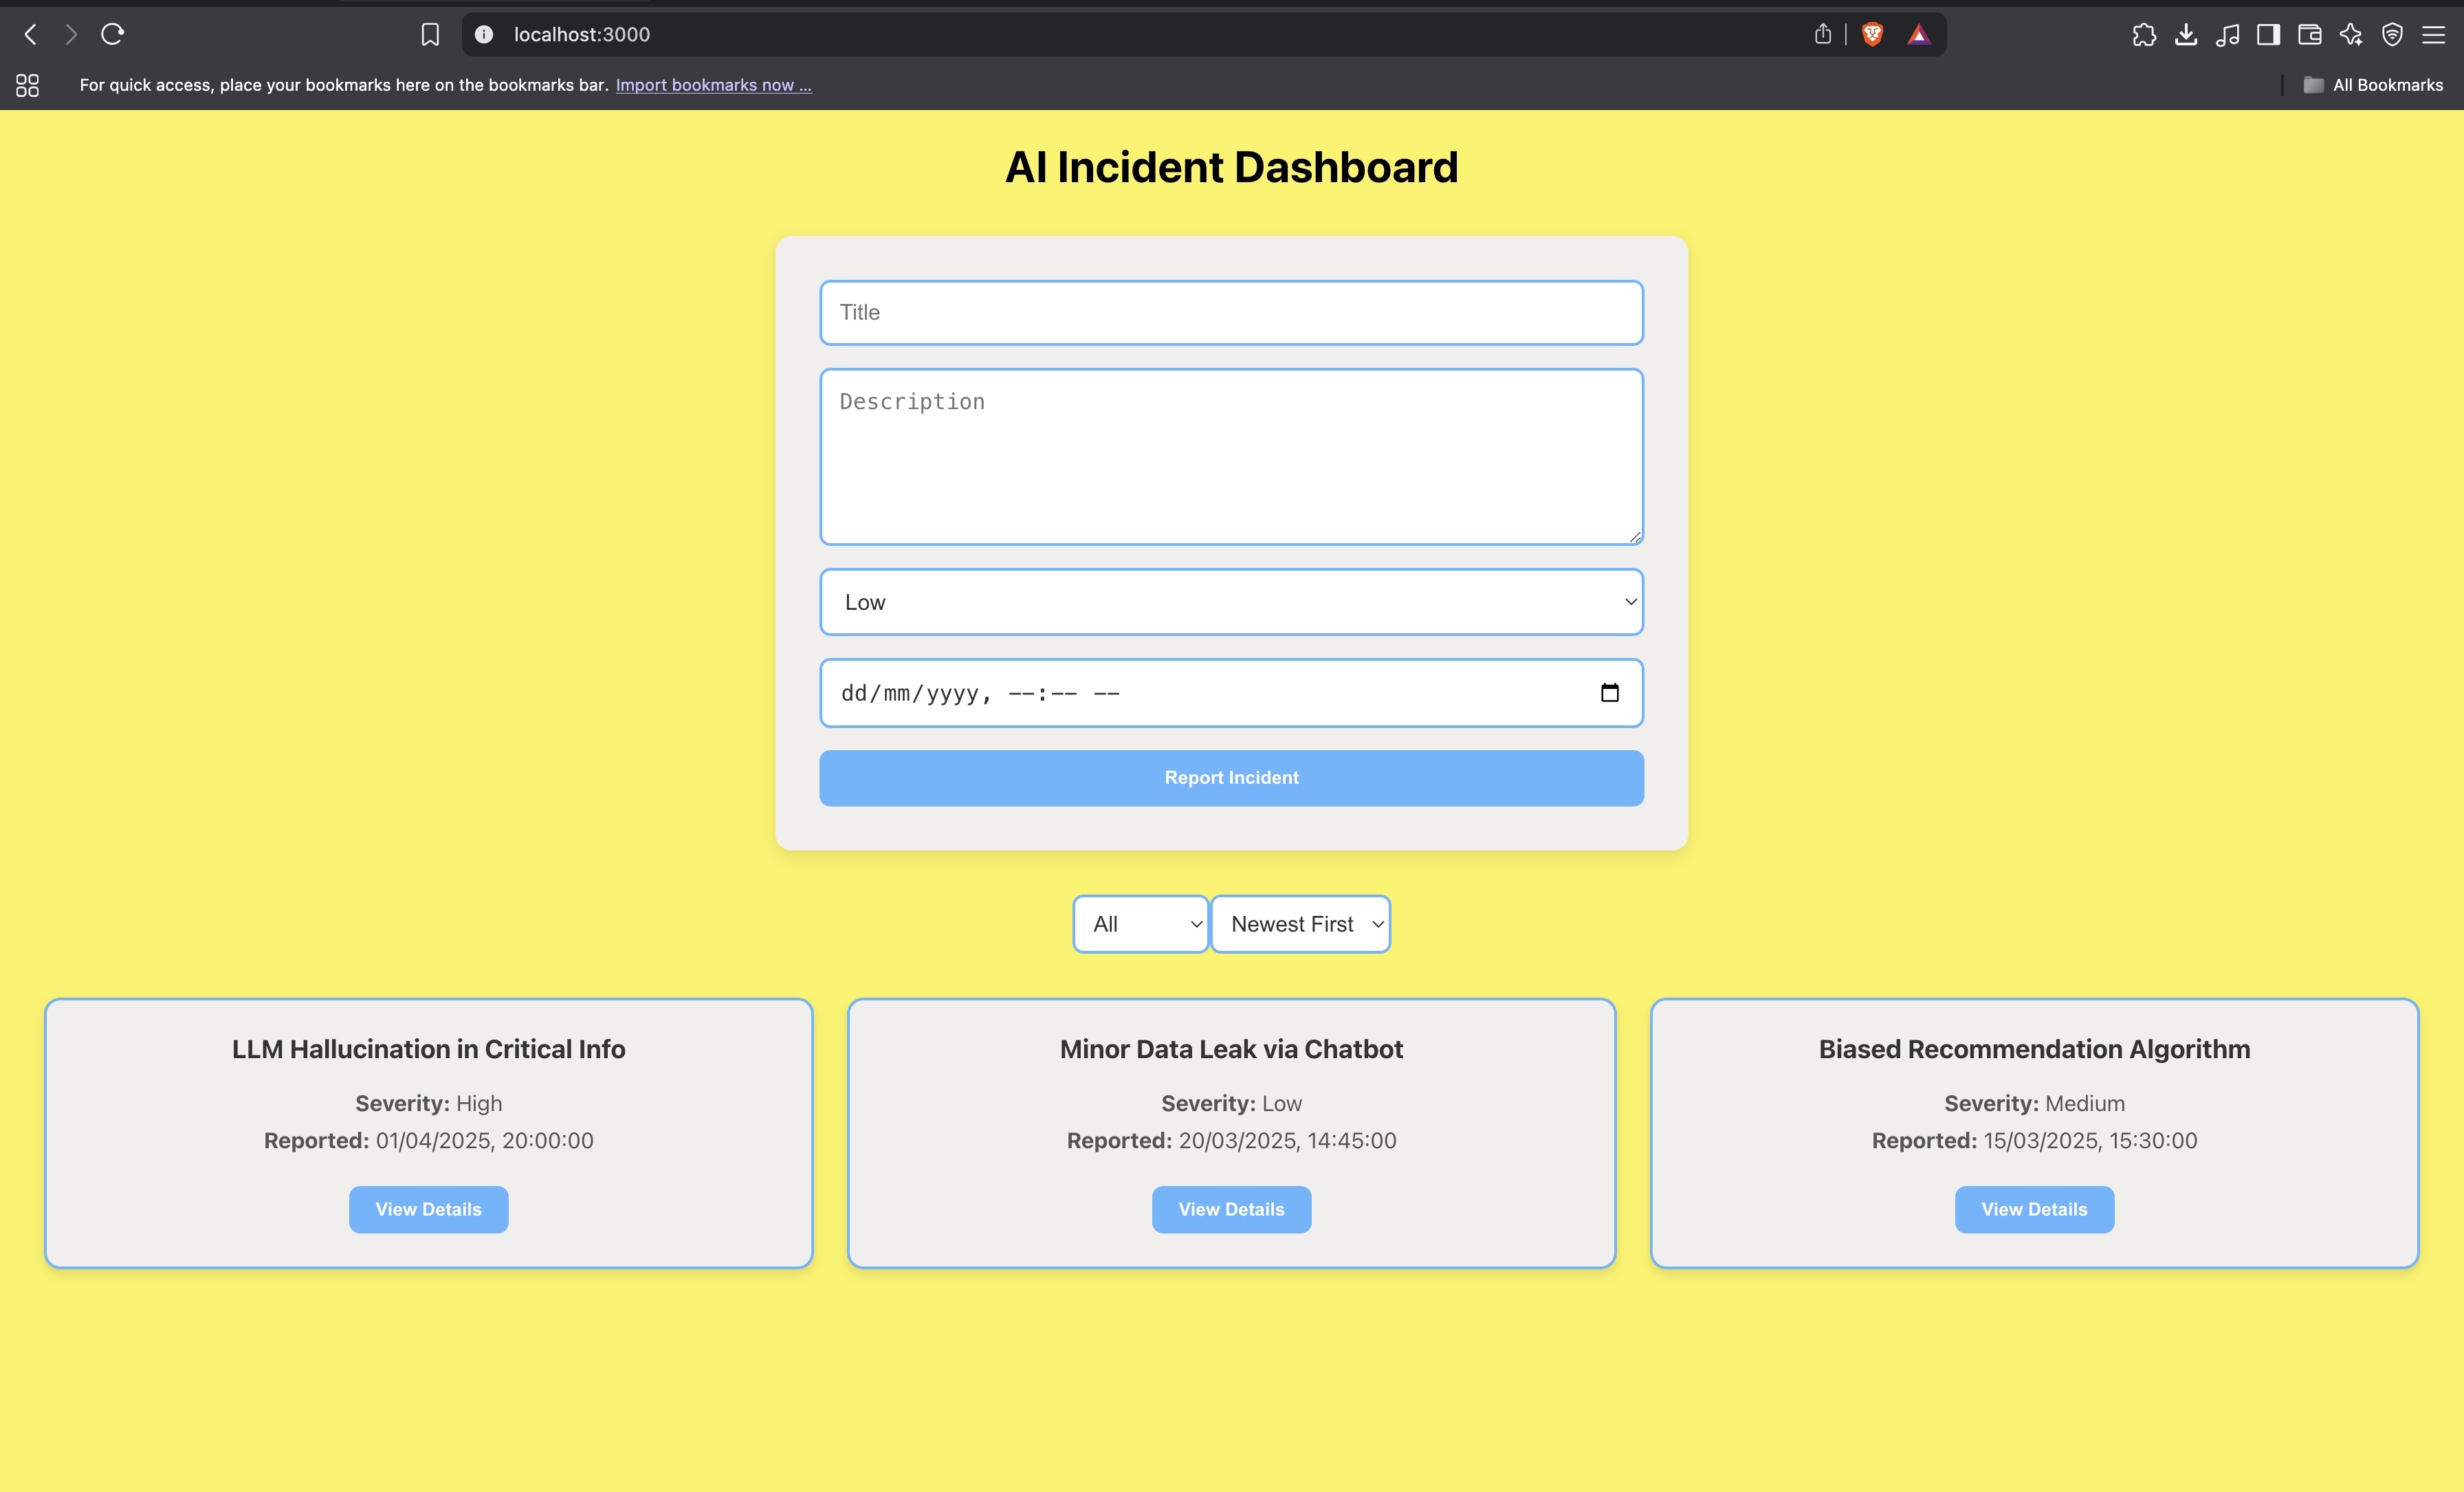 localhost:3000
For quick access, place your bookmarks here on the bookmarks bar. Import bookmarks now ...
All Bookmarks
AI Incident Dashboard
Title
Description
Low
dd/mm/yyyy, --:-- --
Report Incident
All
Newest First
LLM Hallucination in Critical Info
Severity: High
Reported: 01/04/2025, 20:00:00
View Details
Minor Data Leak via Chatbot
Severity: Low
Reported: 20/03/2025, 14:45:00
View Details
Biased Recommendation Algorithm
Severity: Medium
Reported: 15/03/2025, 15:30:00
View Details